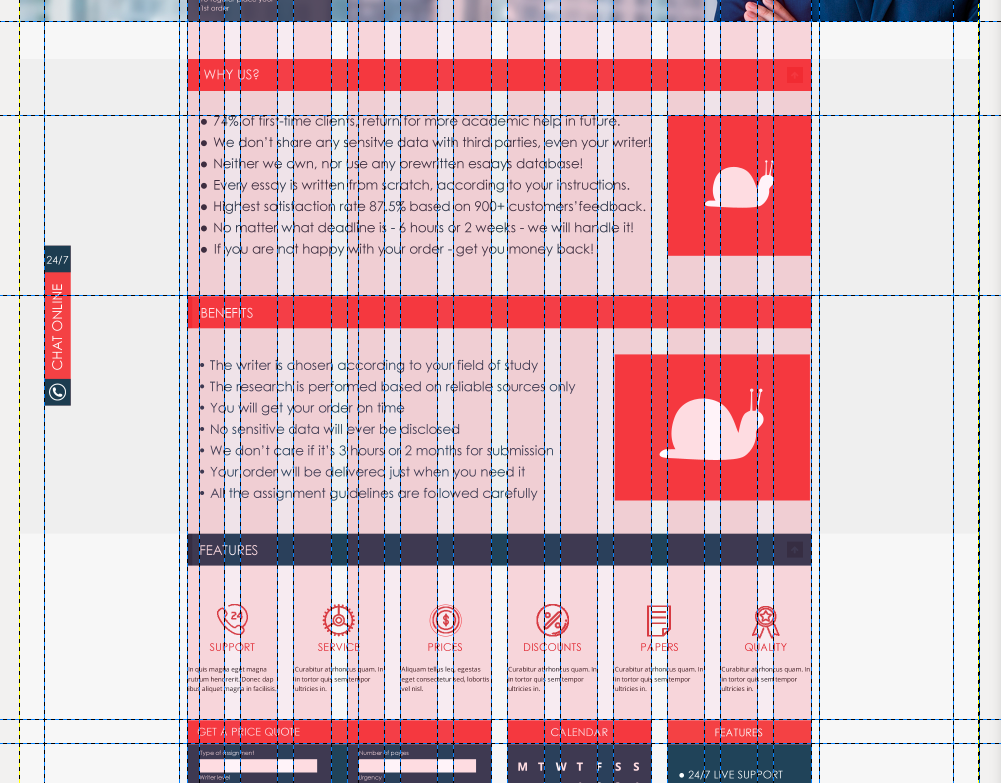 1st order
WHY US?
74% of first-time clients, return for more academic help in future.
We don't share any sensitve data with third parties, even your writer!
Neither we own, nor use any prewritten esaays database!
Every essay is written from scratch, according to your instructions.
Highest satisfaction rate 87.5% based on 900+ customers'feedback.
No matter what deadline is - 6 hours or 2 weeks - we will handle it!
If you are not happy with your order - get you money back!
24/7
CHAT ONLINE
BENEFITS
• The writer is chosen according to your field of study
• The research is performed based on reliable sources only
• You will get your order on time
• No sensitive data will ever be disclosed
• We don't care if it's 3 hours or 2 months for submission
• Your order will be delivered just when you need it
• All the assignment guidelines are followed carefully
FEATURES
24
SUPPORT
SERVICE
PRICES
DISCOUNTS
PAPERS
QUALITY
In quis magna eget magna
rutrum hendrerit. Donec dap
ibus aliquet magna in facilisis.
Curabitur at rhoncus quam. In
in tortor quis sem tempor
ultricies in.
Aliquam tellus leo, egestas
eget consectetur sed, lobortis
vel nisl.
Curabitur at rhoncus quam. In
in tortor quis sem tempor
ultricies in.
Curabitur at rhoncus quam. In
in tortor quis sem tempor
ultricies in.
Curabitur at rhoncus quam. In
in tortor quis sem tempor
ultricies in.
GET A PRICE QUOTE
CALENDAR
FEATURES
Type of Assignment
Number of pages
Writer level
Urgency
M T W T F S S
• 24/7 LIVE SUPPORT